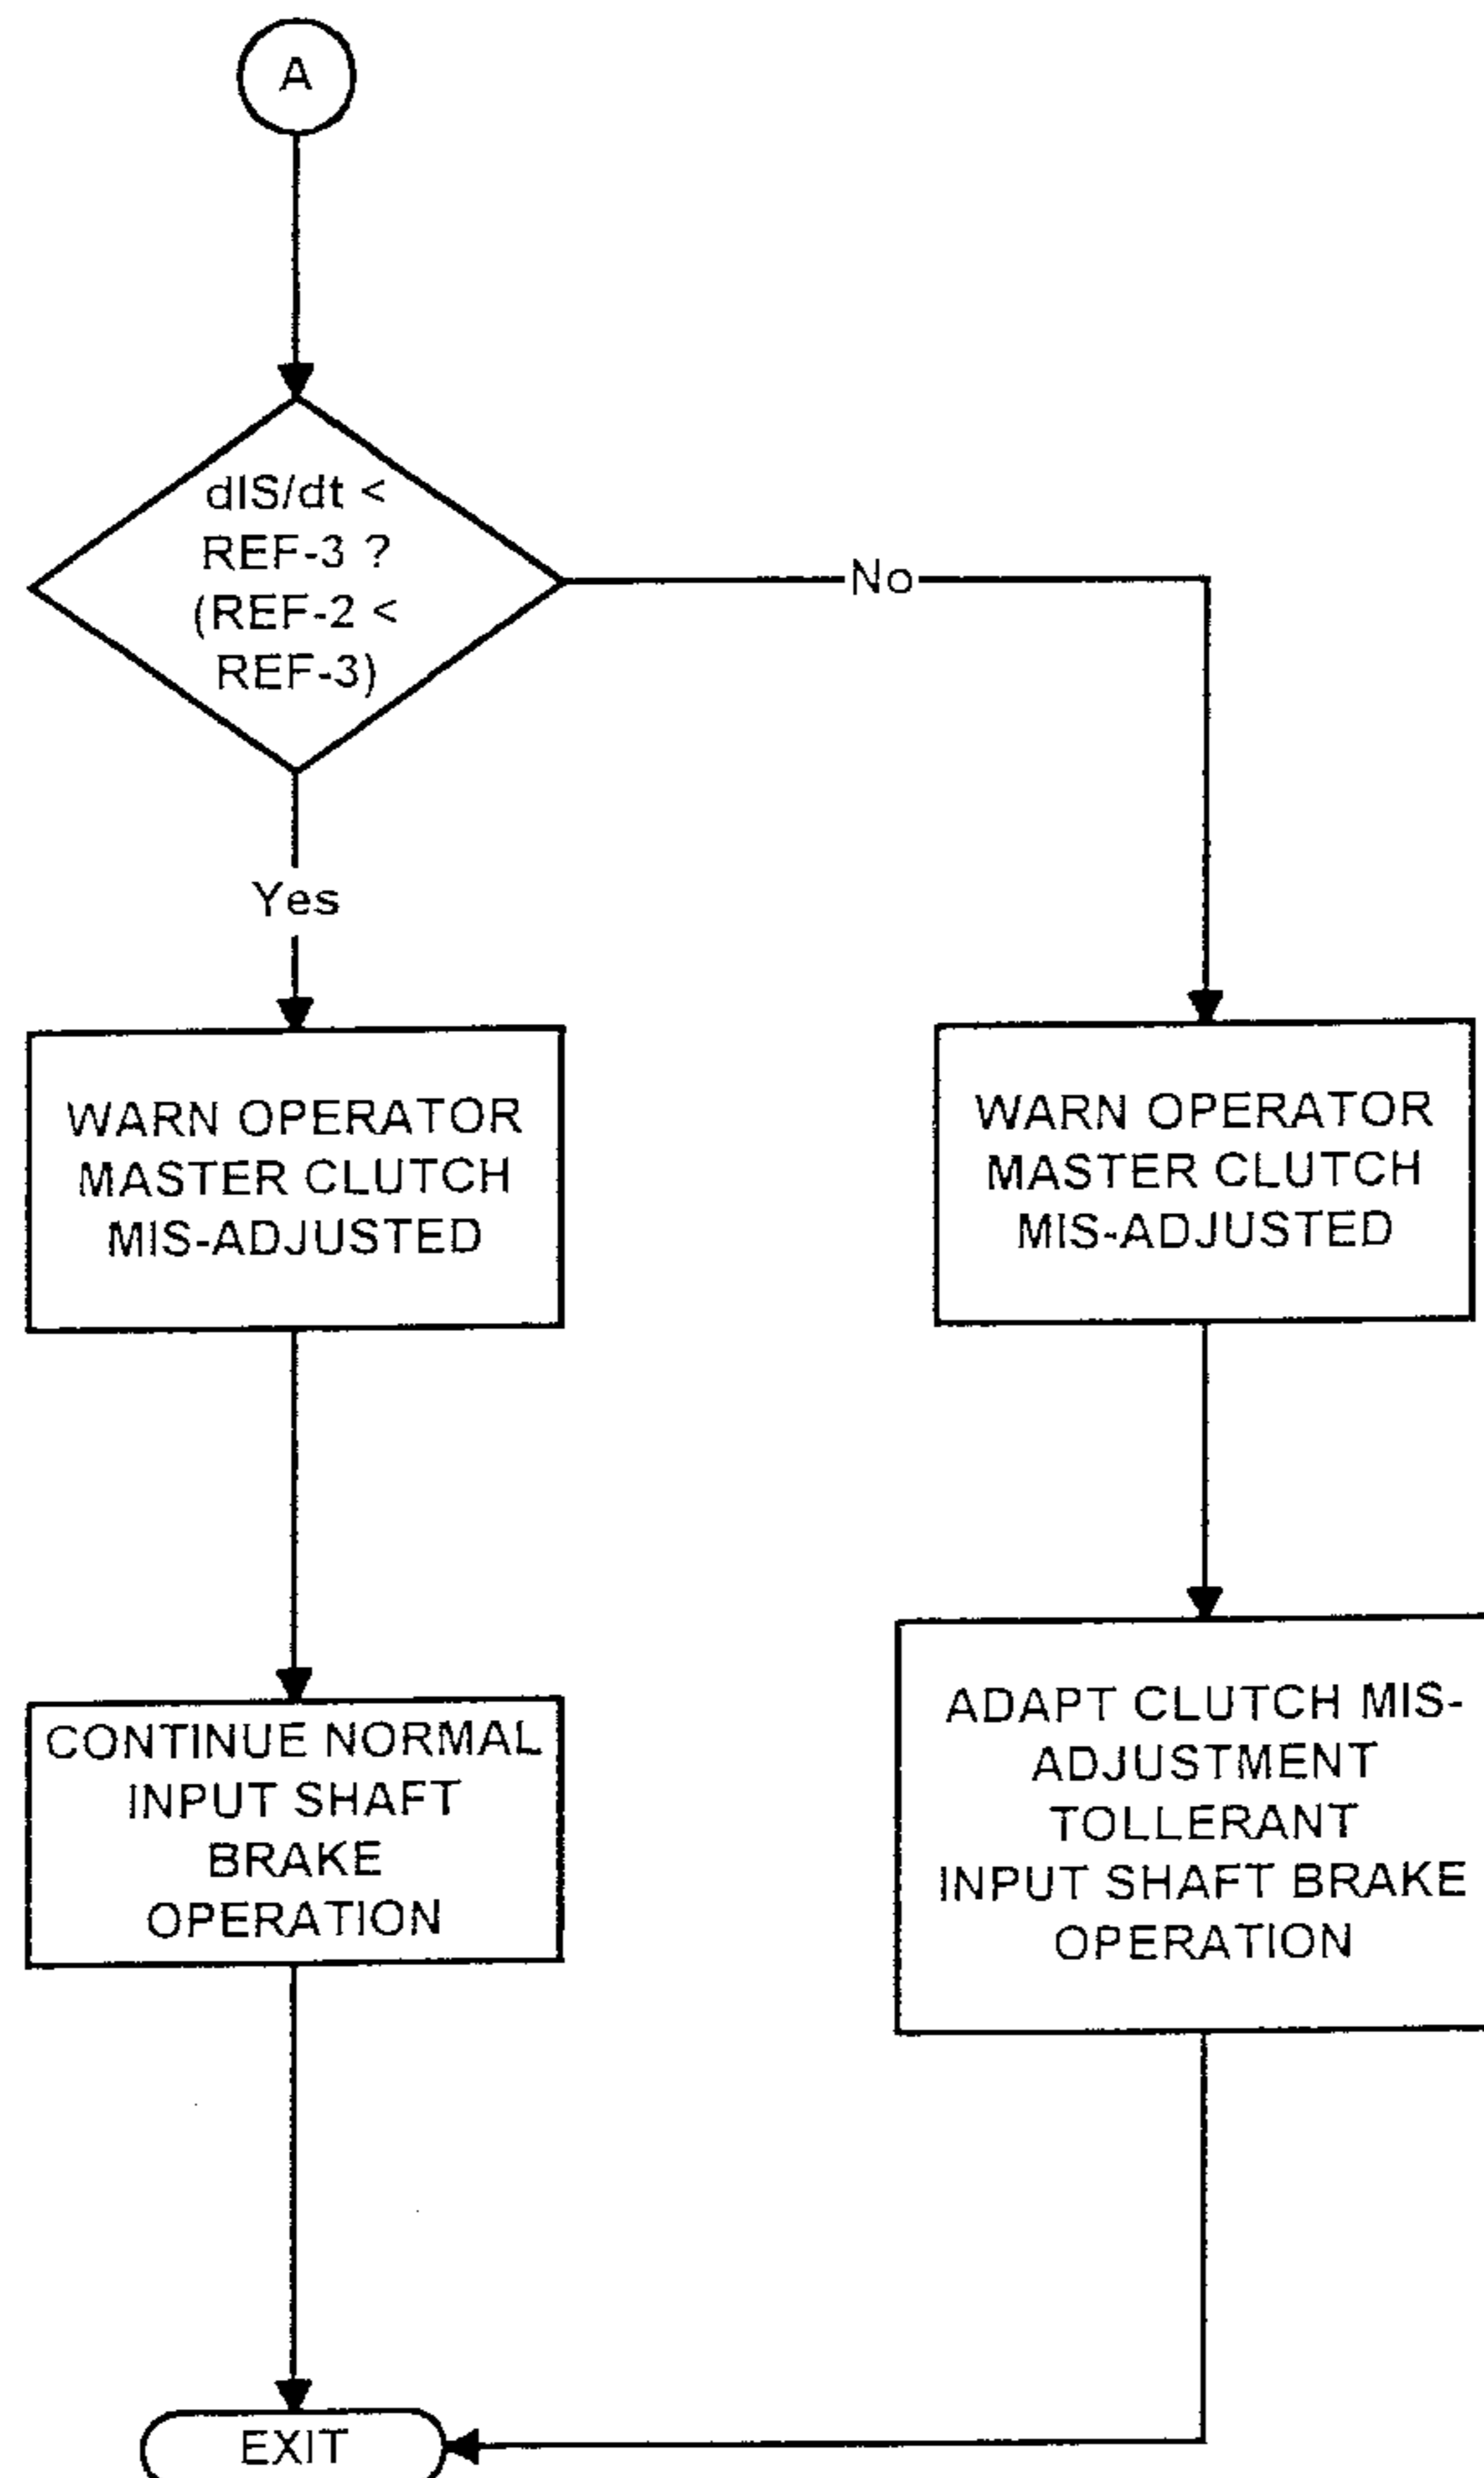 A
dIS/dt <
REF-3 ?
(REF-2 <
REF-3)
No
Yes
WARN OPERATOR
MASTER CLUTCH
MIS-ADJUSTED
WARN OPERATOR
MASTER CLUTCH
MIS-ADJUSTED
CONTINUE NORMAL
INPUT SHAFT
BRAKE
OPERATION
ADAPT CLUTCH MIS-
ADJUSTMENT
TOLLERANT
INPUT SHAFT BRAKE
OPERATION
EXIT